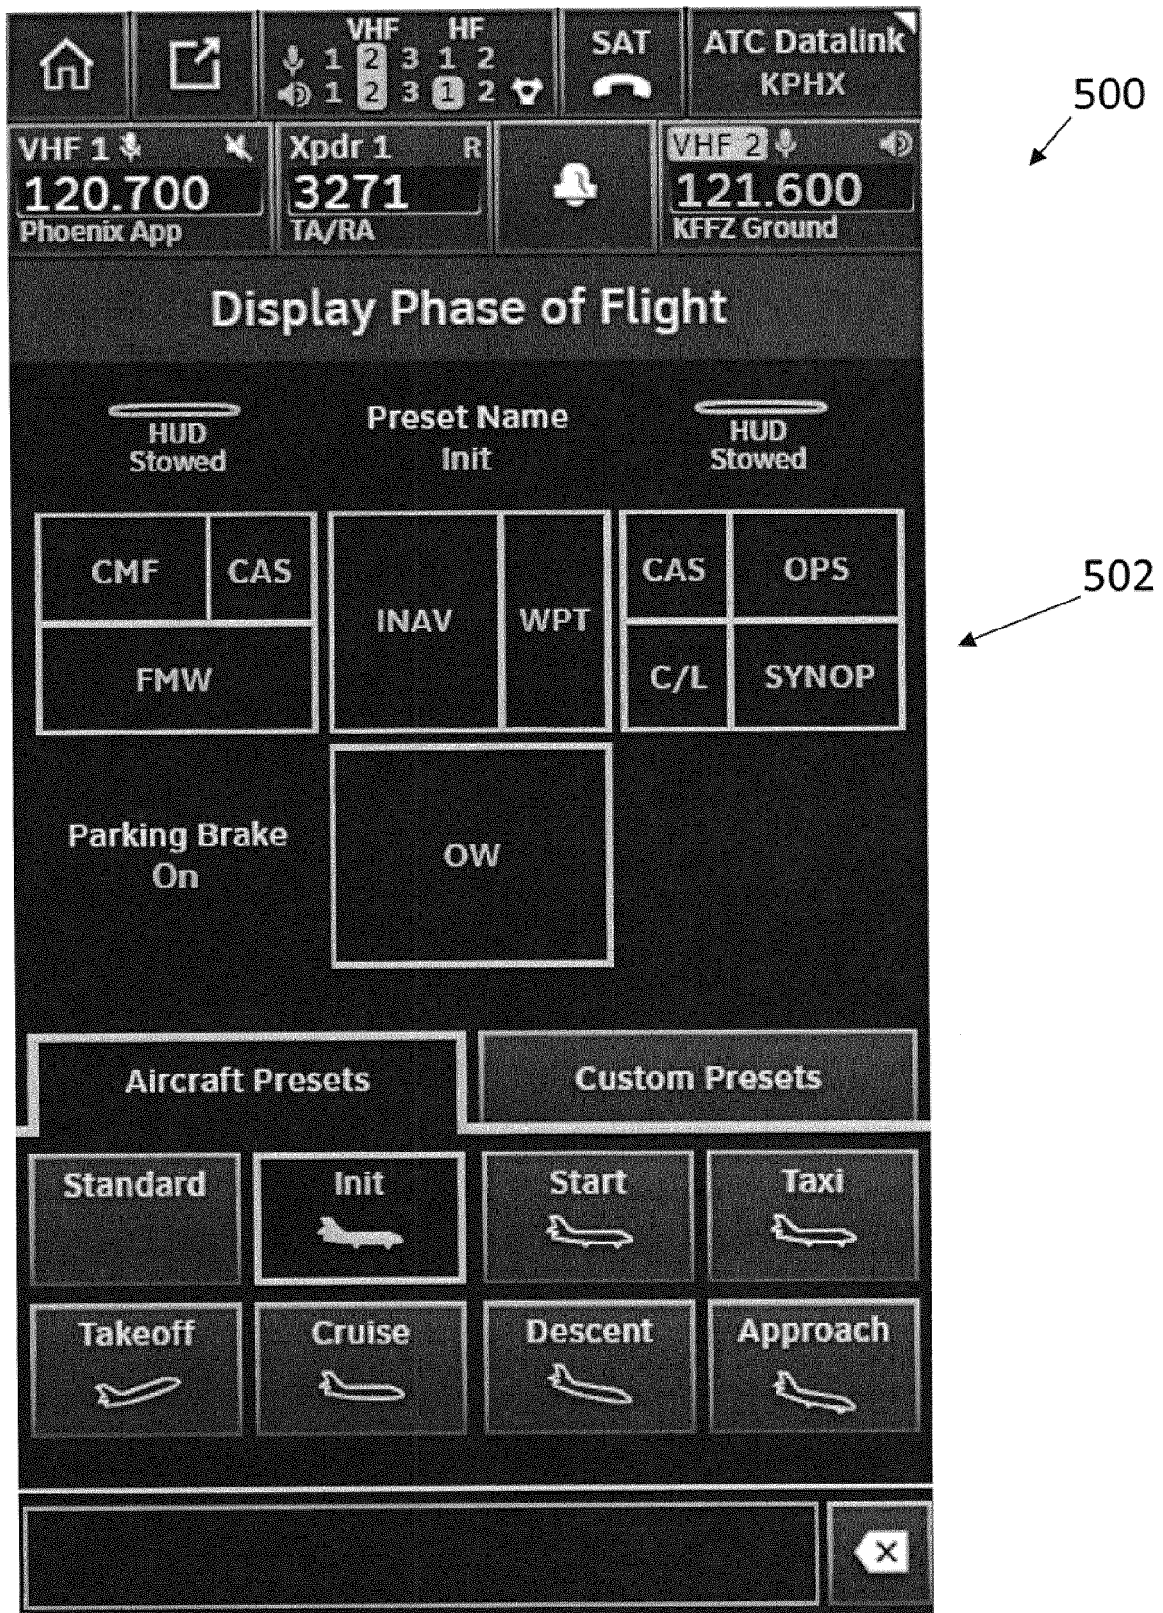 VHF HF
1 2 3 1 2
1 2 3 1 2
SAT
ATC Datalink
KPHX
500
VHF 1
120.700
Phoenix App
Xpdr 1 R
3271
TA/RA
VHF 2
121.600
KFFZ Ground
Display Phase of Flight
HUD
Stowed
Preset Name
Init
HUD
Stowed
CMF
CAS
FMW
INAV
WPT
CAS
OPS
C/L
SYNOP
502
Parking Brake
On
OW
Aircraft Presets
Custom Presets
Standard
Init
Start
Taxi
Takeoff
Cruise
Descent
Approach